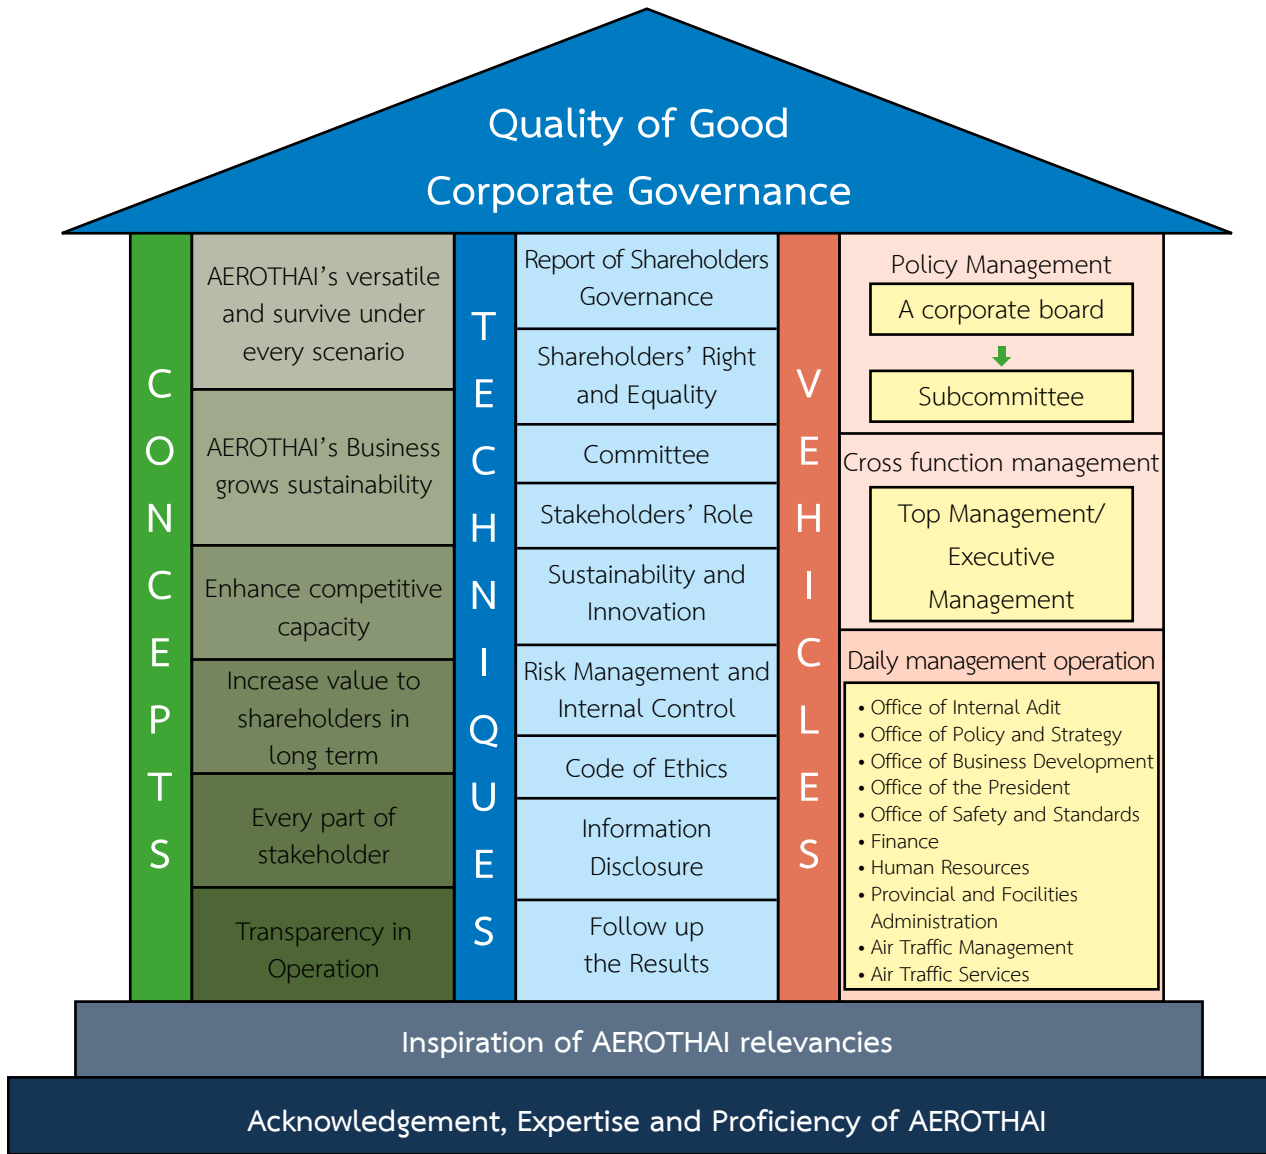 Quality of Good
Corporate Governance
CONCEPTS
AEROTHAI's versatile
and survive under
every scenario
AEROTHAI's Business
grows sustainability
Enhance competitive
capacity
Increase value to
shareholders in
long term
Every part of
stakeholder
Transparency in
Operation
TECHNIQUES
Report of Shareholders
Governance
Shareholders' Right
and Equality
Committee
Stakeholders' Role
Sustainability and
Innovation
Risk Management and
Internal Control
Code of Ethics
Information
Disclosure
Follow up
the Results
VEHICLES
Policy Management
A corporate board
Subcommittee
Cross function management
Top Management/
Executive
Management
Daily management operation
• Office of Internal Adit
• Office of Policy and Strategy
• Office of Business Development
• Office of the President
• Office of Safety and Standards
• Finance
• Human Resources
• Provincial and Focilities
Administration
• Air Traffic Management
• Air Traffic Services
Inspiration of AEROTHAI relevancies
Acknowledgement, Expertise and Proficiency of AEROTHAI